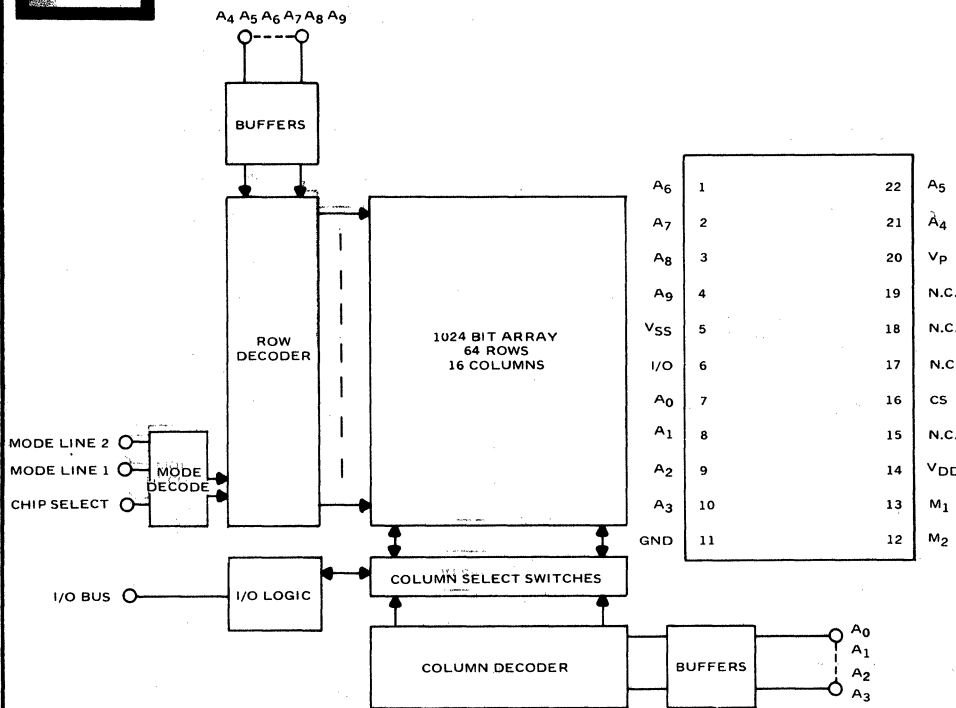 A4 A5 A6 A7 A8 A9
BUFFERS
ROW
DECODER
1024 BIT ARRAY
64 ROWS
16 COLUMNS
MODE LINE 2
MODE LINE 1
CHIP SELECT
MODE
DECODE
I/O BUS
I/O LOGIC
COLUMN SELECT SWITCHES
COLUMN DECODER
BUFFERS
A0
A1
A2
A3
A6 1 22 A5
A7 2 21 A4
A8 3 20 VP
A9 4 19 N.C.
VSS 5 18 N.C.
I/O 6 17 N.C
A0 7 16 CS
A1 8 15 N.C.
A2 9 14 VDD
A3 10 13 M1
GND 11 12 M2